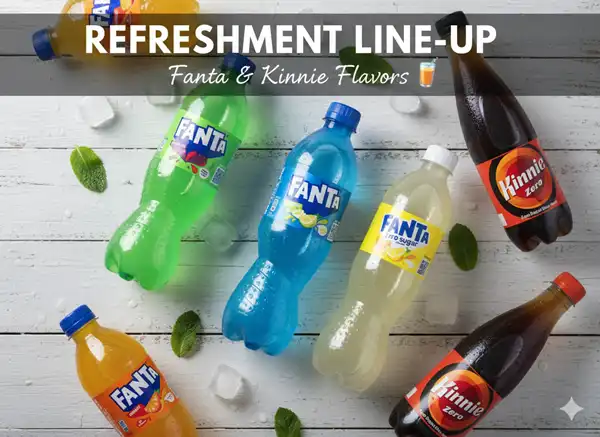 REFRESHMENT LINE-UP
Fanta & Kinnie Flavors
FANTA
FANTA
FANTA
zero sugar
Kinnie
Zero
FANTA
Kinnie
Zero